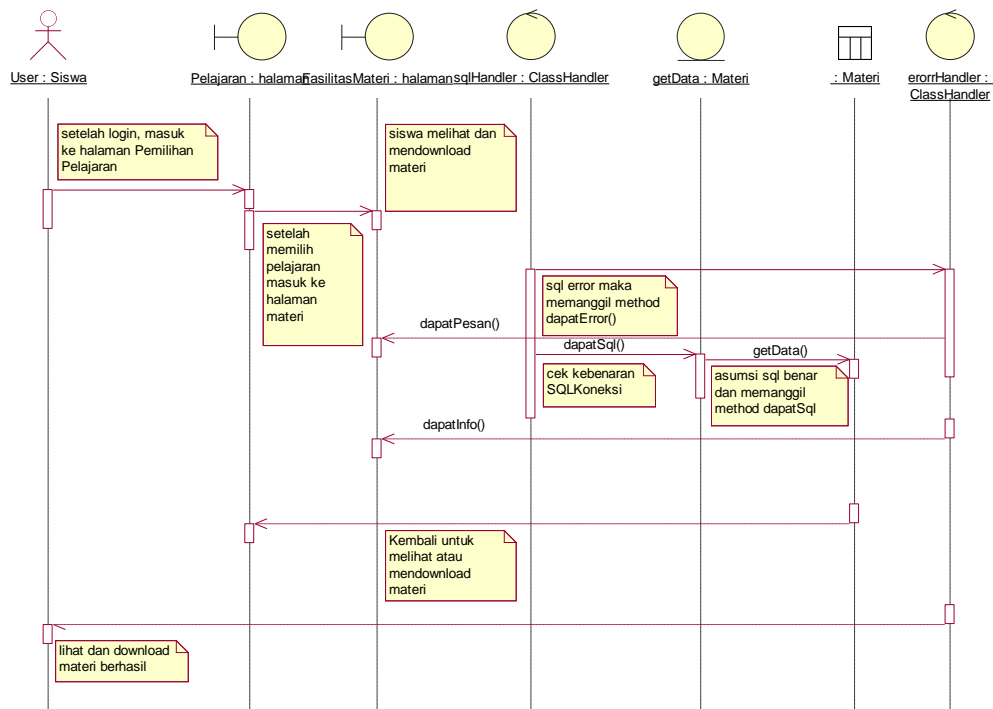 User : Siswa
Pelajaran : halaman
FasilitasMateri : halaman
sqlHandler : ClassHandler
getData : Materi
: Materi
erorrHandler :
ClassHandler
setelah login, masuk
ke halaman Pemilihan
Pelajaran
siswa melihat dan
mendownload
materi
setelah
memilih
pelajaran
masuk ke
halaman
materi
sql error maka
memanggil method
dapatError()
dapatPesan()
dapatSql()
getData()
cek kebenaran
SQLKoneksi
asumsi sql benar
dan memanggil
method dapatSql
dapatInfo()
Kembali untuk
melihat atau
mendownload
materi
lihat dan download
materi berhasil